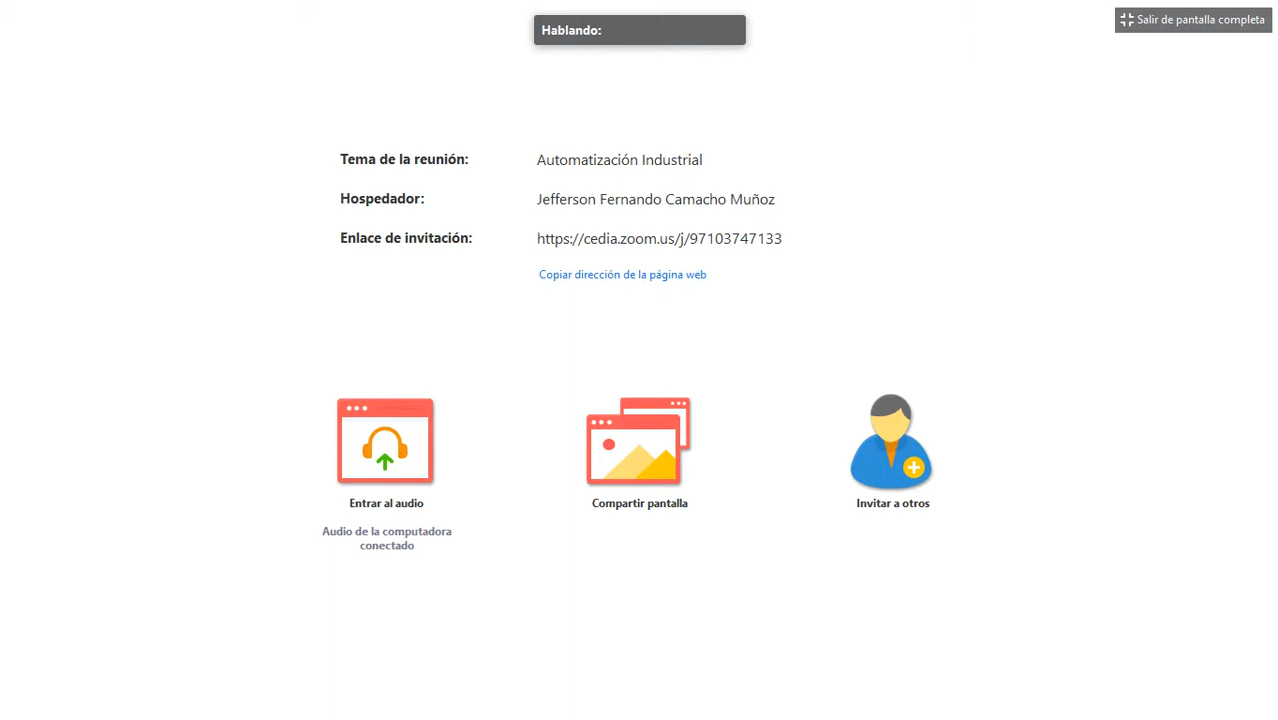 Hablando:
Salir de pantalla completa
Tema de la reunión: Automatización Industrial
Hospedador: Jefferson Fernando Camacho Muñoz
Enlace de invitación: https://cedia.zoom.us/j/97103747133
Copiar dirección de la página web
Entrar al audio
Compartir pantalla
Invitar a otros
Audio de la computadora
conectado